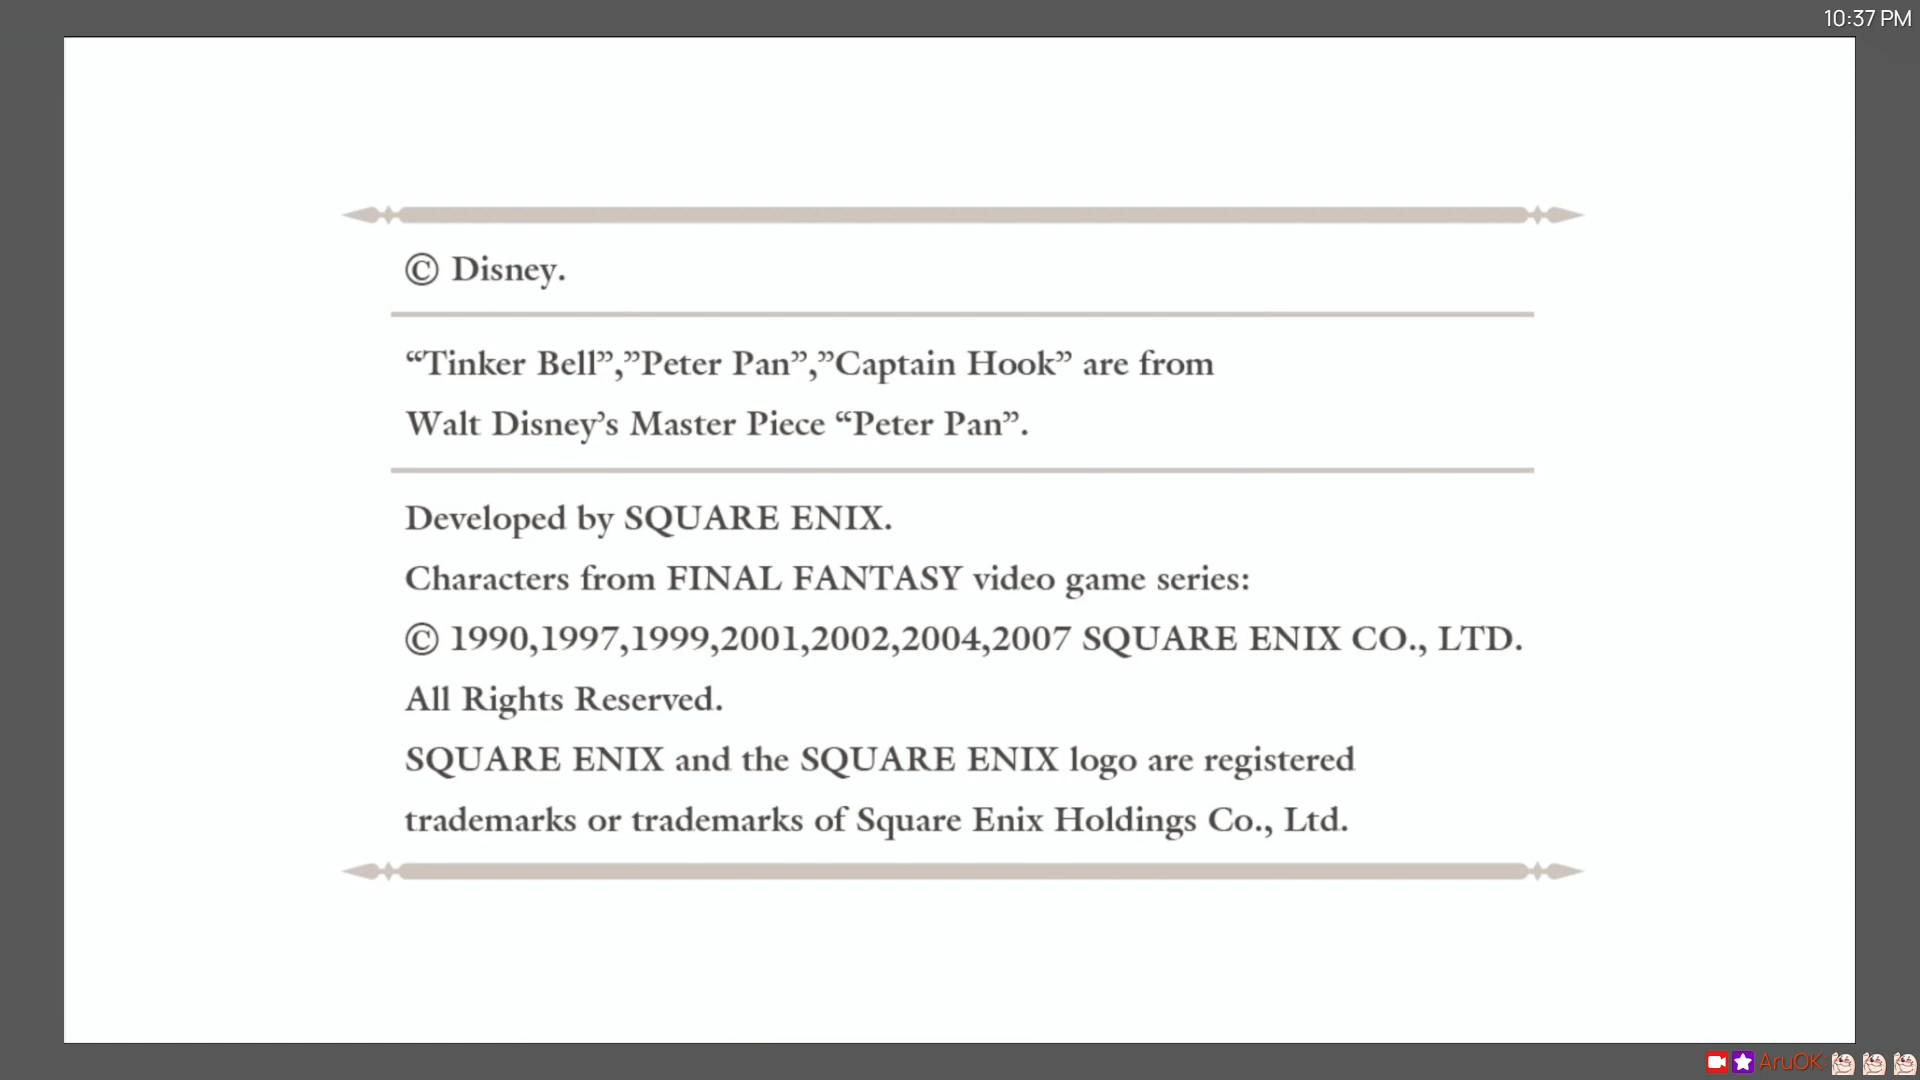 10:37 PM
© Disney.
“Tinker Bell”,”Peter Pan”,”Captain Hook” are from
Walt Disney’s Master Piece “Peter Pan”.
Developed by SQUARE ENIX.
Characters from FINAL FANTASY video game series:
© 1990,1997,1999,2001,2002,2004,2007 SQUARE ENIX CO., LTD.
All Rights Reserved.
SQUARE ENIX and the SQUARE ENIX logo are registered
trademarks or trademarks of Square Enix Holdings Co., Ltd.
AruOK: